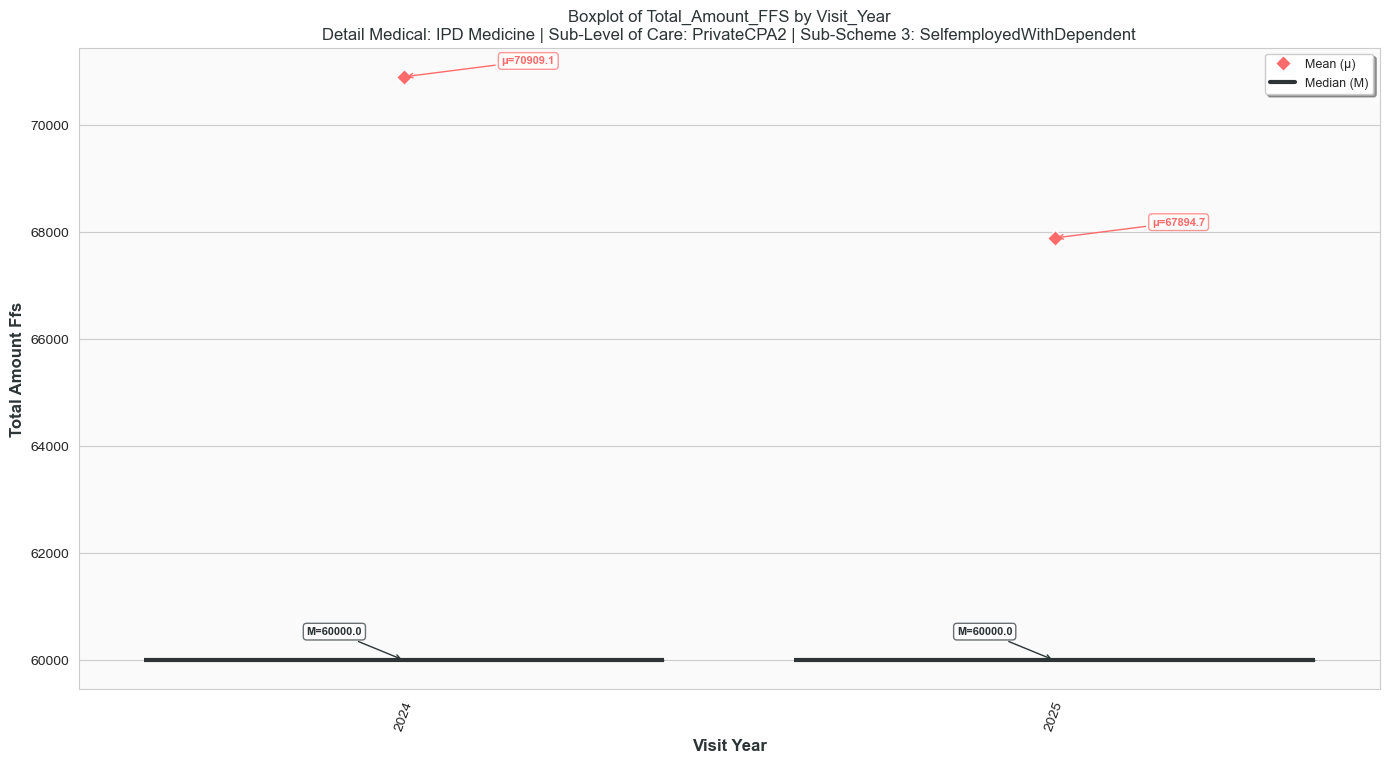 Boxplot of Total_Amount_FFS by Visit_Year
Detail Medical: IPD Medicine | Sub-Level of Care: PrivateCPA2 | Sub-Scheme 3: SelfemployedWithDependent
μ=70909.1
Mean (μ)
Median (M)
70000
μ=67894.7
68000
66000
Total Amount Ffs
64000
62000
M=60000.0
M=60000.0
60000
2024
2025
Visit Year